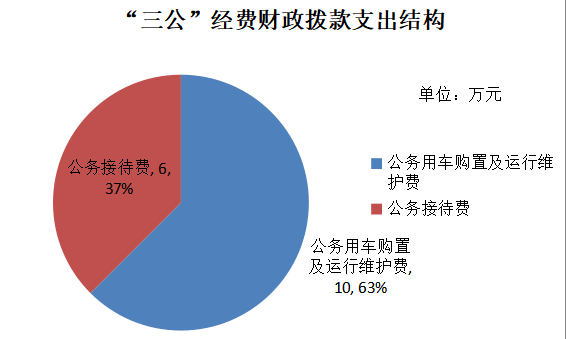 “三公”经费财政拨款支出结构
单位：万元
公务接待费, 6,
37%
公务用车购置及运行维
护费
公务接待费
公务用车购置
及运行维护费,
10, 63%